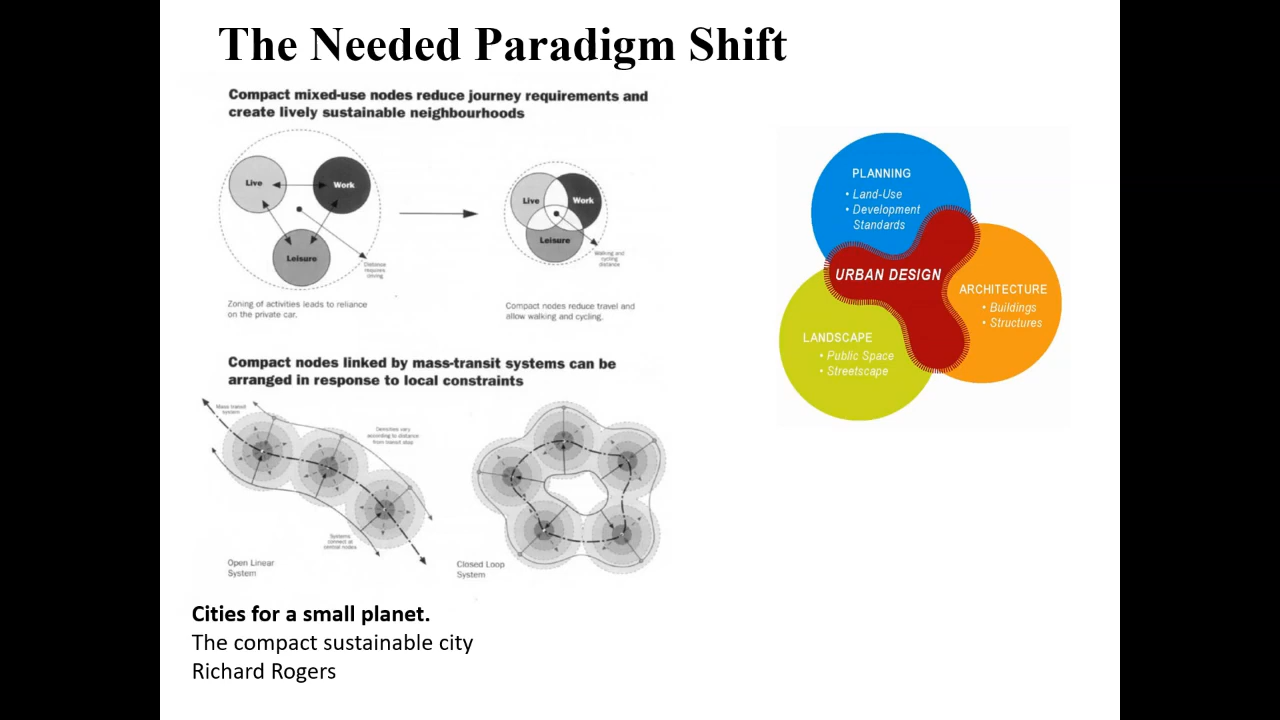 The Needed Paradigm Shift
Compact mixed-use nodes reduce journey requirements and
create lively sustainable neighbourhoods
Live
Work
Leisure
Distance
requires
driving
Zoning of activities leads to reliance
on the private car.
Live
Work
Leisure
Walking and
cycling
distance
Compact nodes reduce travel and
allow walking and cycling.
Compact nodes linked by mass-transit systems can be
arranged in response to local constraints
Mass transit
system
Densities vary
according to distance
from transit stop
Systems
connect at
central nodes
Open Linear
System
Closed Loop
System
PLANNING
• Land-Use
• Development
Standards
URBAN DESIGN
ARCHITECTURE
• Buildings
• Structures
LANDSCAPE
• Public Space
• Streetscape
Cities for a small planet.
The compact sustainable city
Richard Rogers